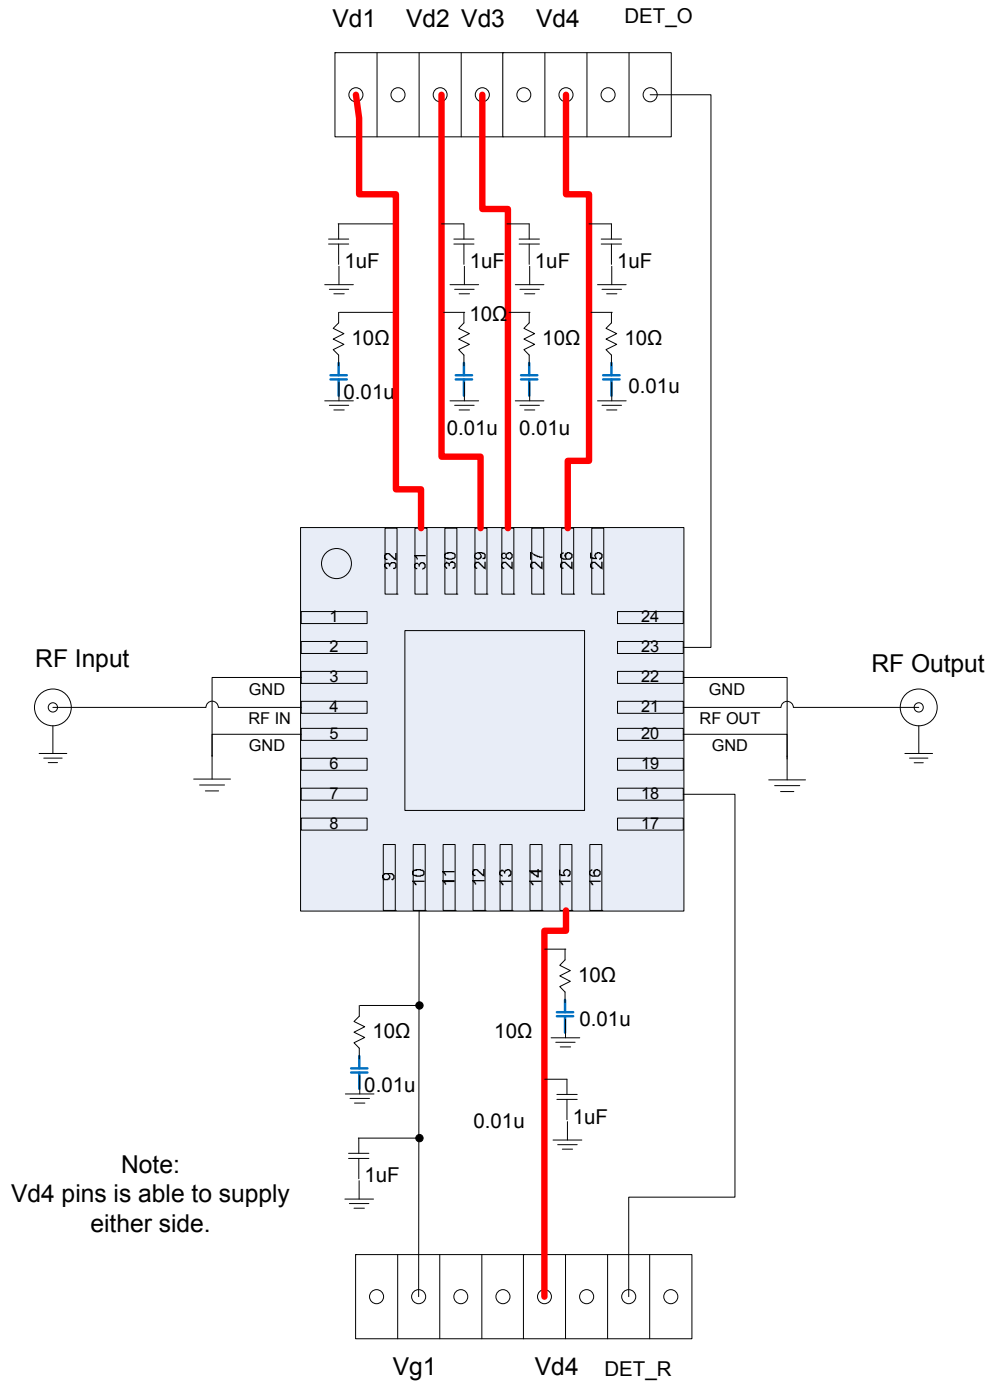 Vd1 Vd2 Vd3 Vd4 DET_O
1uF 1uF 1uF 1uF
10Ω 10Ω 10Ω 10Ω
0.01u 0.01u 0.01u 0.01u
32 31 30 29 28 27 26 25
1 24
2 23
RF Input
RF Output
3 22
GND GND
4 21
RF IN RF OUT
5 20
GND GND
6 19
7 18
8 17
9 10 11 12 13 14 15 16
10Ω
0.01u
10Ω 10Ω
0.01u
0.01u 1uF
1uF
Note:
Vd4 pins is able to supply
either side.
Vg1 Vd4 DET_R